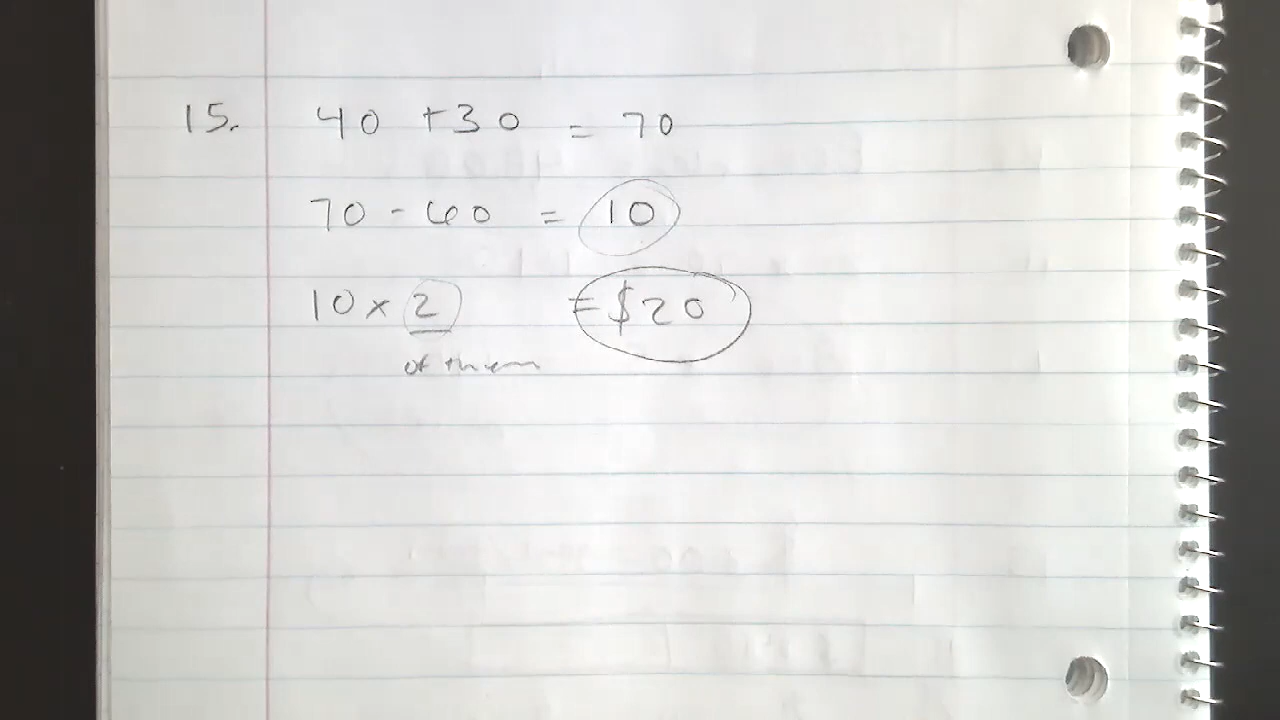 15. 40 + 30 = 70
70 - 60 = 10
10 x 2 = $20
of them